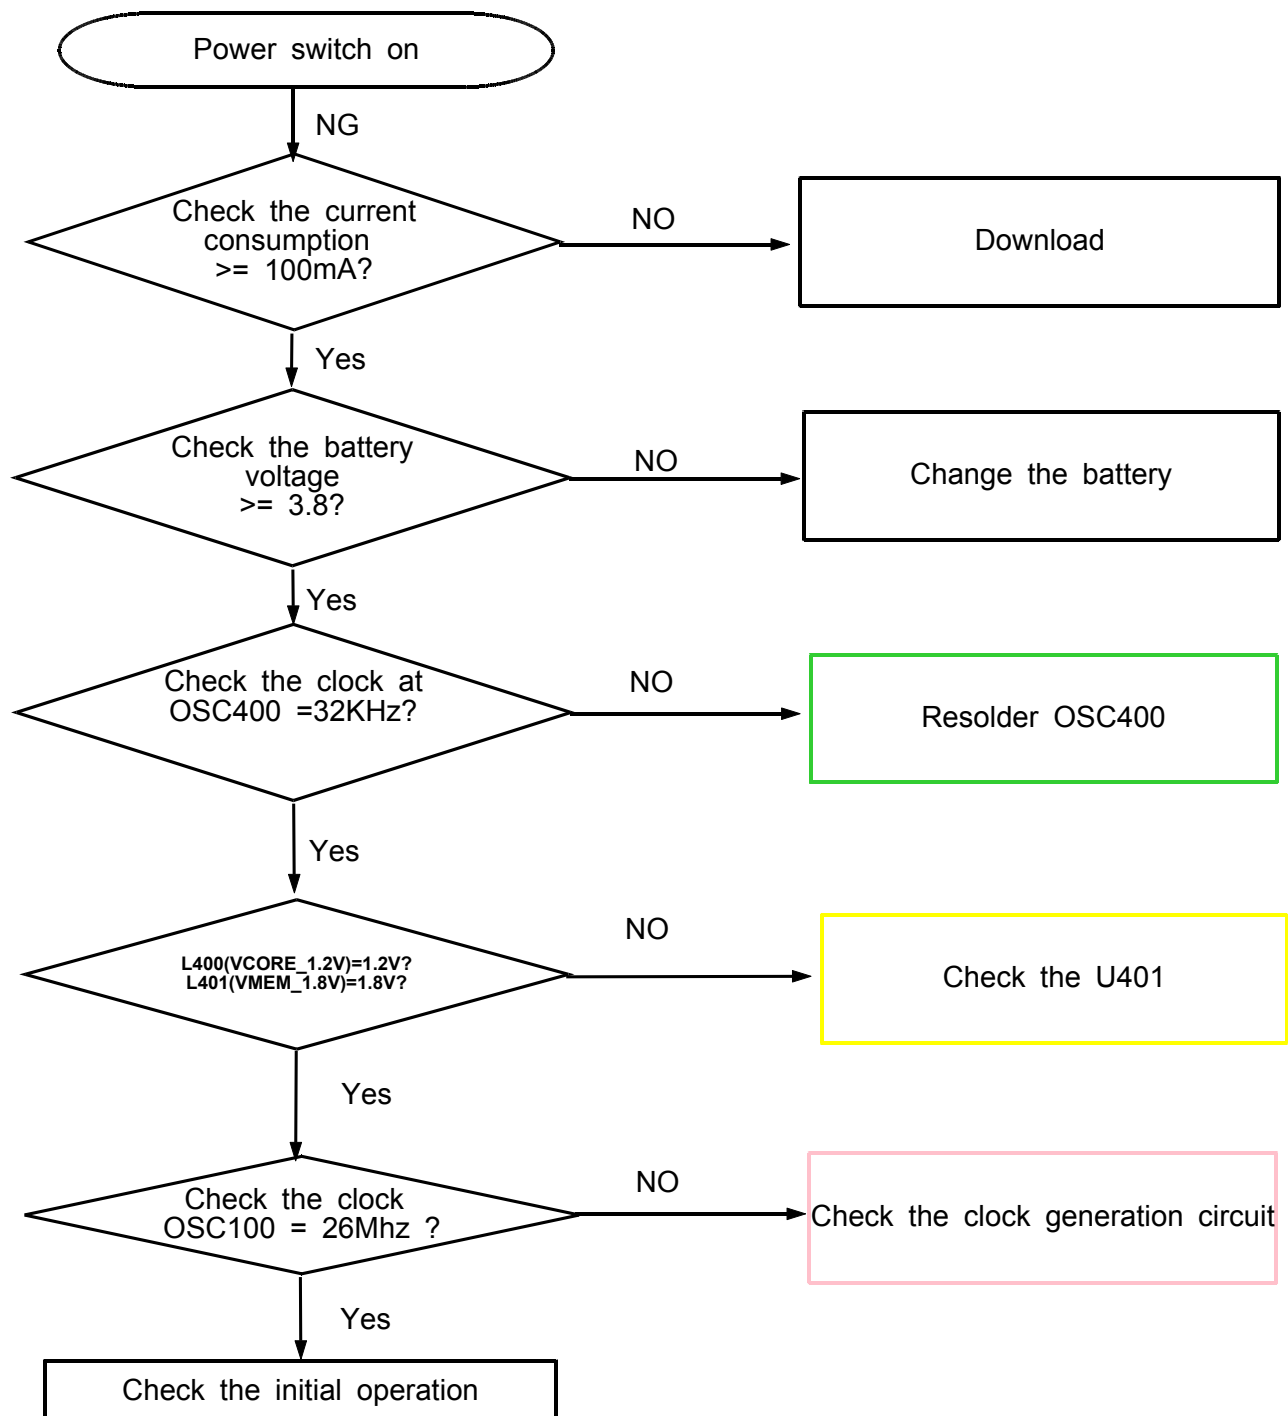 Power switch on
NG
Check the current
consumption
>= 100mA?
NO
Download
Yes
Check the battery
voltage
>= 3.8?
NO
Change the battery
Yes
Check the clock at
OSC400 =32KHz?
NO
Resolder OSC400
Yes
L400(VCORE_1.2V)=1.2V?
L401(VMEM_1.8V)=1.8V?
NO
Check the U401
Yes
Check the clock
OSC100 = 26Mhz ?
NO
Check the clock generation circuit
Yes
Check the initial operation